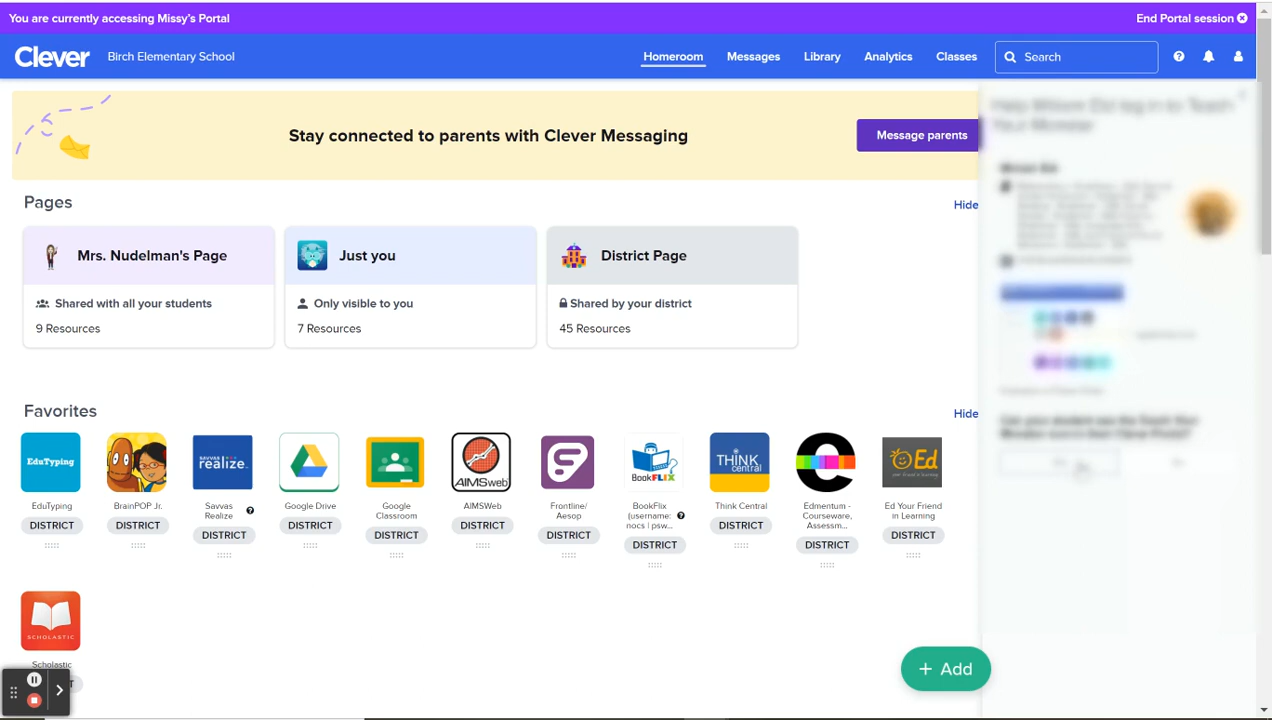 You are currently accessing Missy's Portal
End Portal session
Clever
Birch Elementary School
Homeroom
Messages
Library
Analytics
Classes
Search
Stay connected to parents with Clever Messaging
Message parents
Pages
Hide
Mrs. Nudelman's Page
Just you
District Page
Shared with all your students
Only visible to you
Shared by your district
9 Resources
7 Resources
45 Resources
Favorites
Hide
EduTyping
SAVVAS
realize.
AIMSweb
BOOKFLIX
THINK
central
Ed
your friend in learning
EduTyping
BrainPOP Jr.
Savvas
Realize
Google Drive
Google
Classroom
AIMSWeb
Frontline/
Aesop
BookFlix
(username:
nocs | psw...
Think Central
Edmentum -
Courseware,
Assessm...
Ed Your Friend
in Learning
DISTRICT
DISTRICT
DISTRICT
DISTRICT
DISTRICT
DISTRICT
DISTRICT
DISTRICT
DISTRICT
DISTRICT
DISTRICT
SCHOLASTIC
Scholastic
T
+ Add